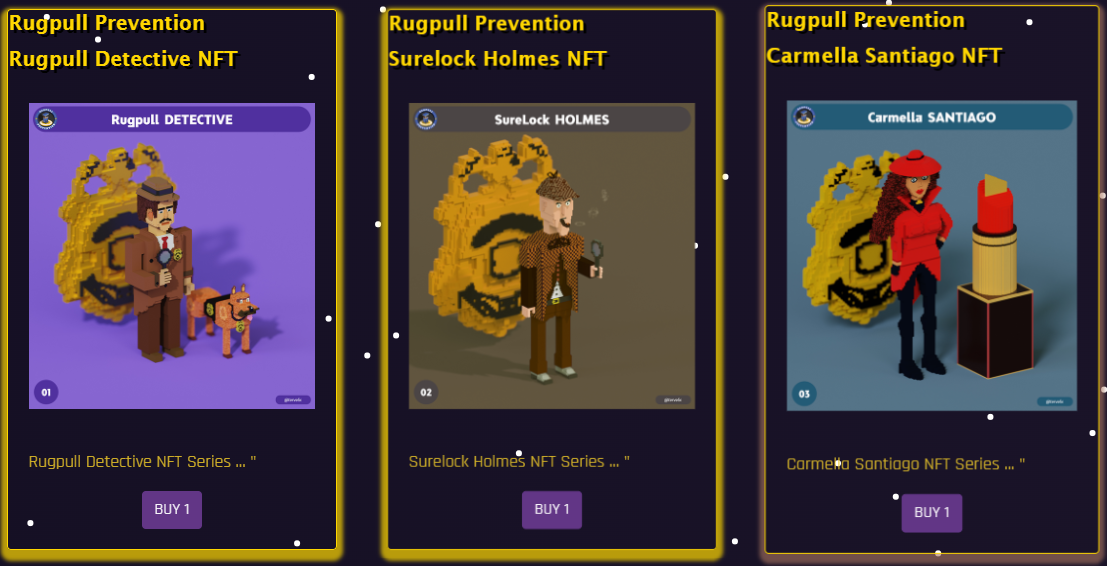 Rugpull Prevention
Rugpull Detective NFT
Rugpull DETECTIVE
01
Rugpull Detective NFT Series ... "
BUY 1
Rugpull Prevention
Surelock Holmes NFT
SureLock HOLMES
02
Surelock Holmes NFT Series ... "
BUY 1
Rugpull Prevention
Carmella Santiago NFT
Carmella SANTIAGO
03
Carmella Santiago NFT Series ... "
BUY 1